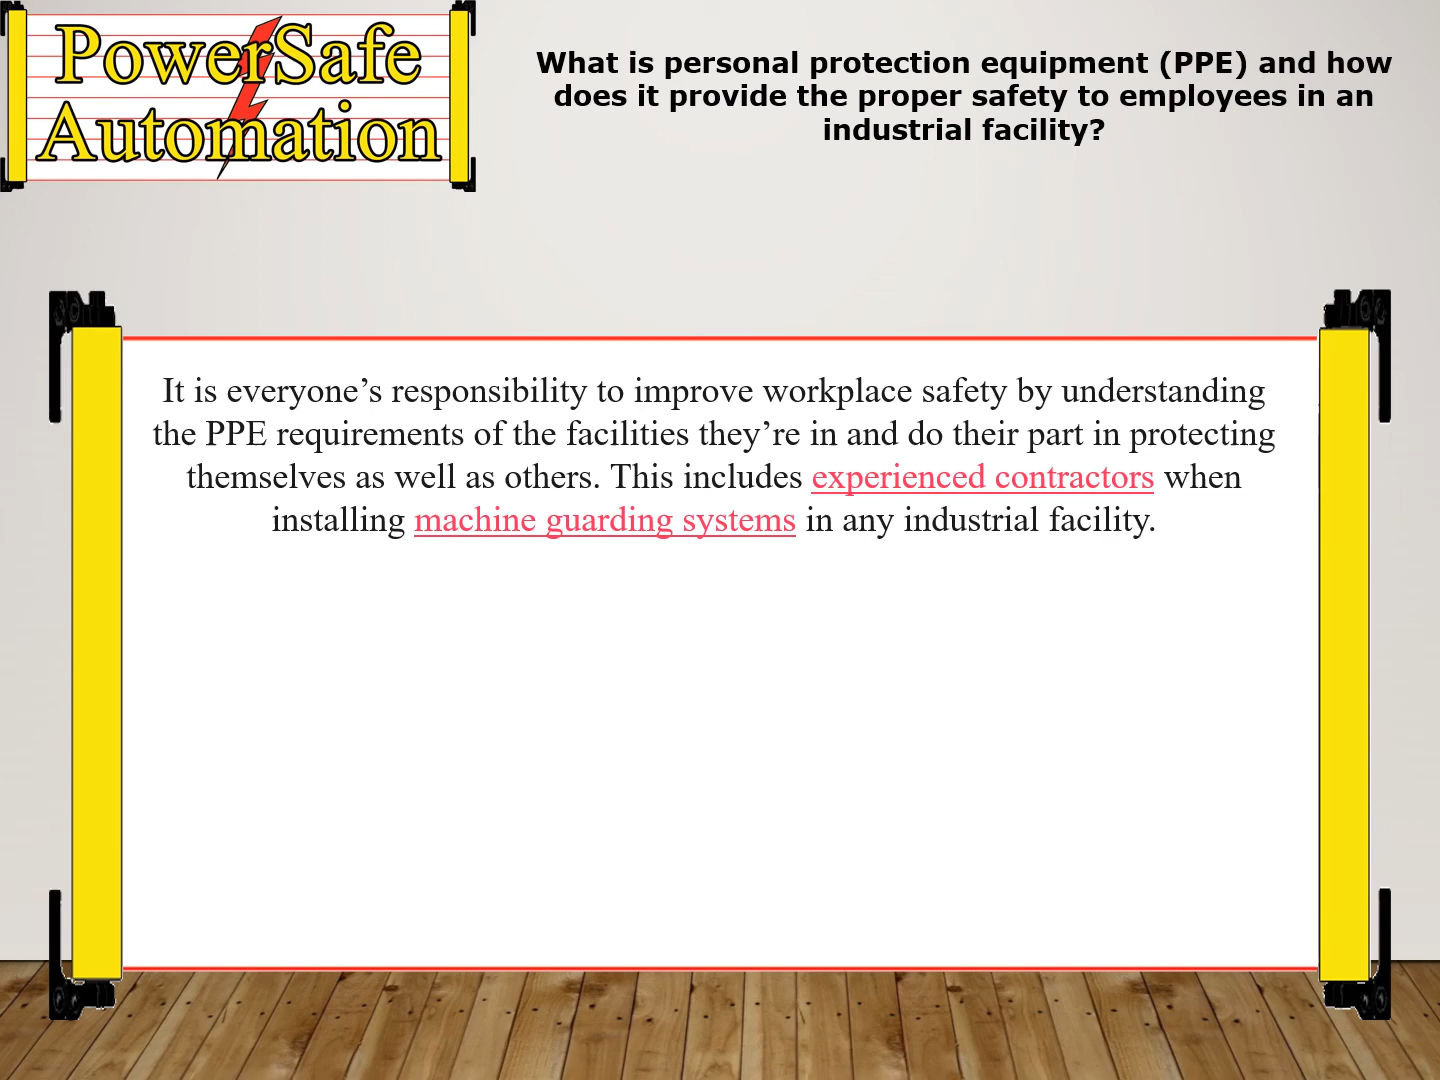 PowerSafe
Automation
What is personal protection equipment (PPE) and how
does it provide the proper safety to employees in an
industrial facility?
It is everyone’s responsibility to improve workplace safety by understanding
the PPE requirements of the facilities they’re in and do their part in protecting
themselves as well as others. This includes experienced contractors when
installing machine guarding systems in any industrial facility.